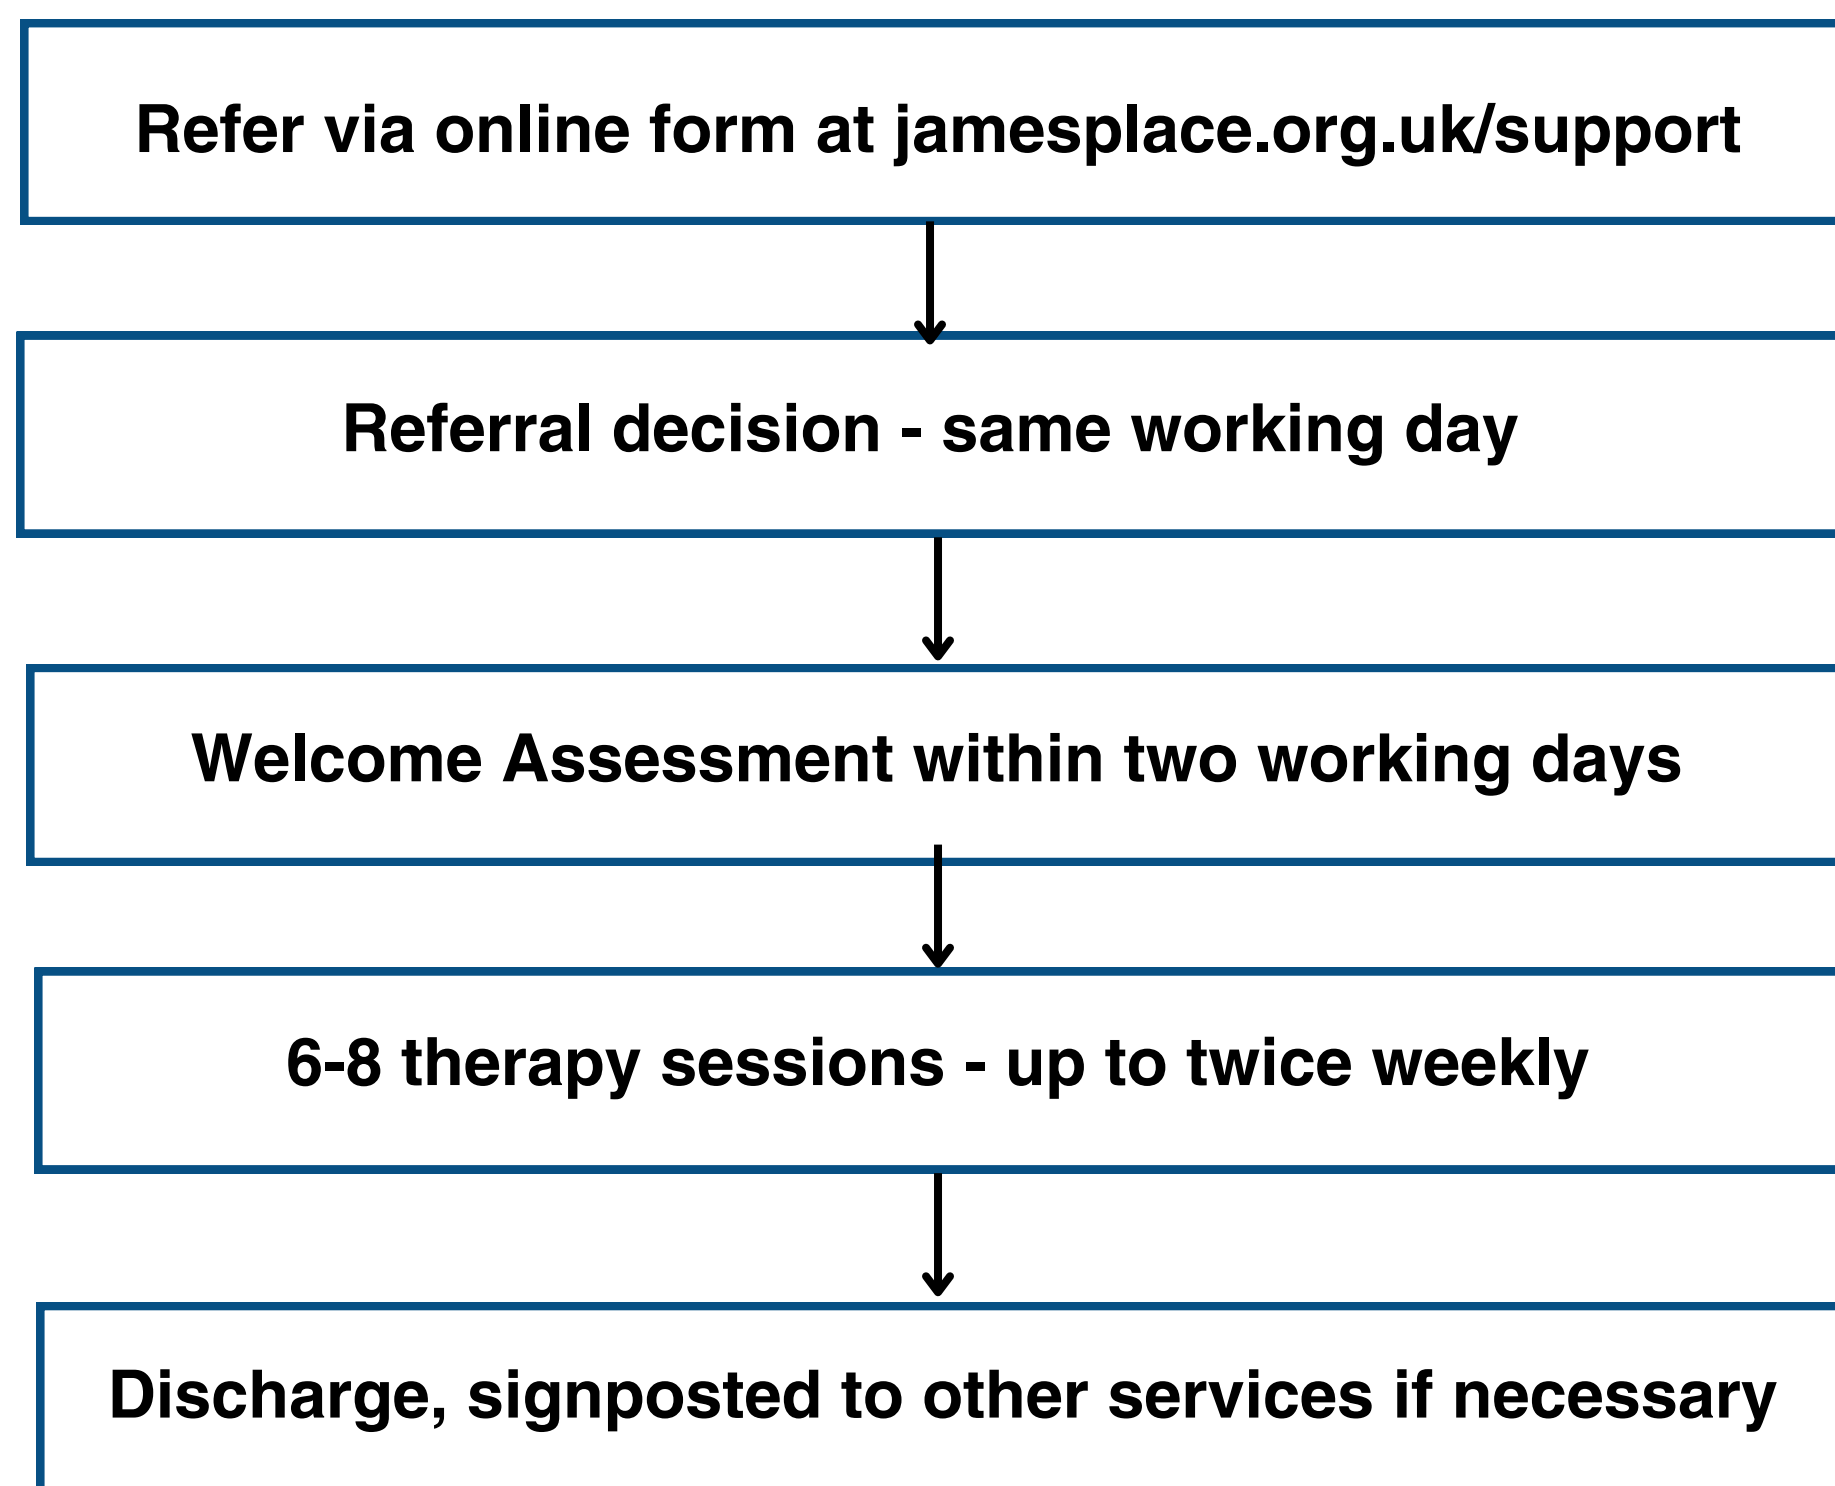 Refer via online form at jamesplace.org.uk/support
Referral decision - same working day
Welcome Assessment within two working days
6-8 therapy sessions - up to twice weekly
Discharge, signposted to other services if necessary